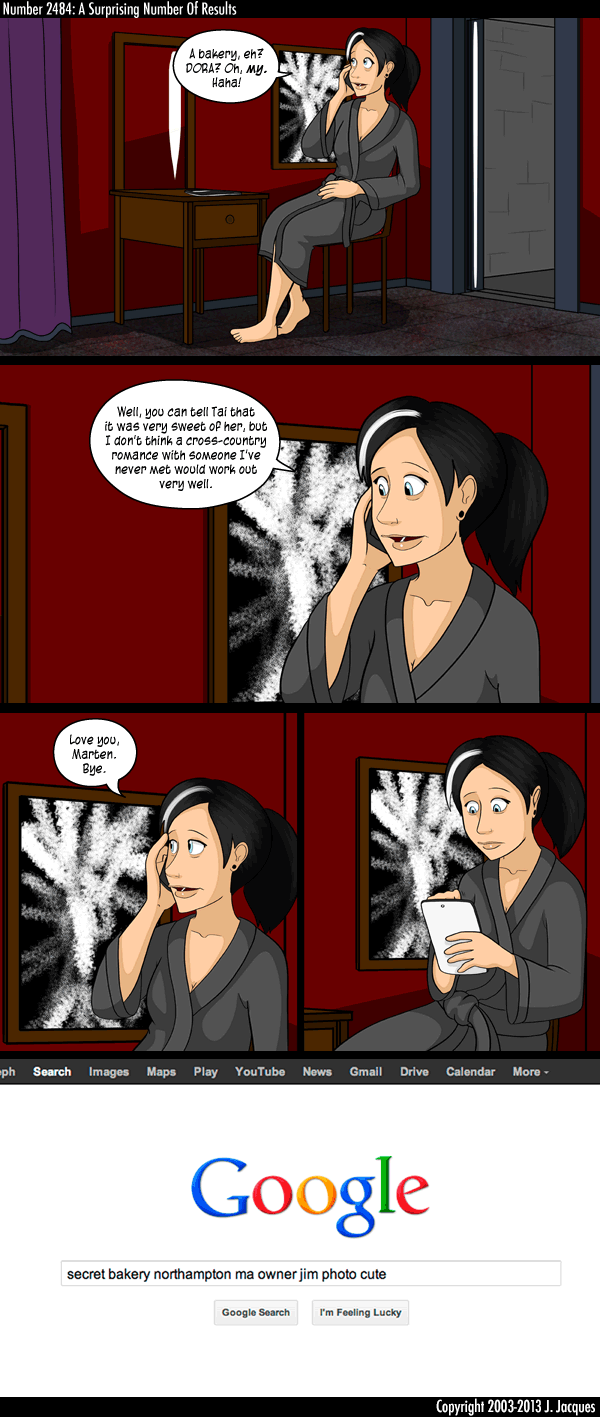 Number 2484: A Surprising Number Of Results
A bakery, eh?
DORA? Oh, my.
Haha!
Well, you can tell Tai that
it was very sweet of her, but
I don't think a cross-country
romance with someone I've
never met would work out
very well.
Love you,
Marten.
Bye.
eph Search Images Maps Play YouTube News Gmail Drive Calendar More
Google
secret bakery northampton ma owner jim photo cute
Google Search I'm Feeling Lucky
Copyright 2003-2013 J. Jacques